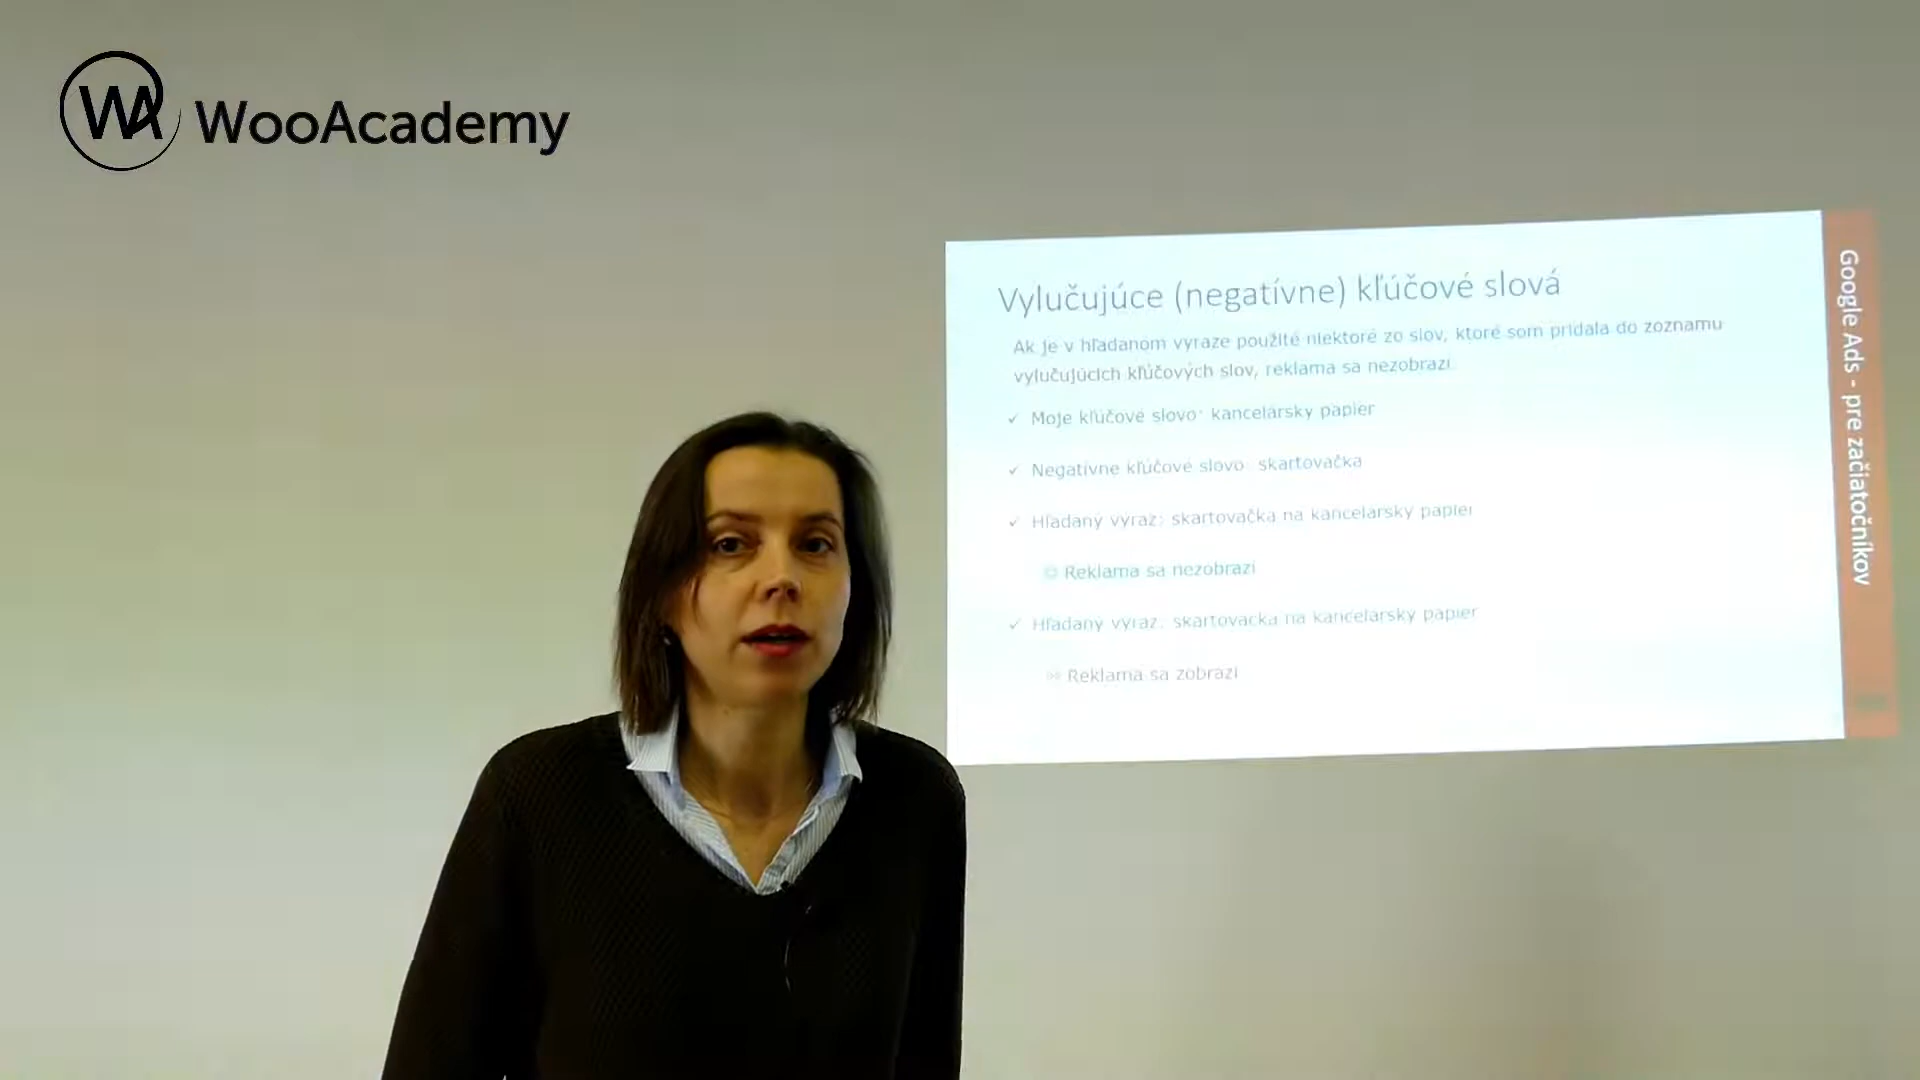 WA WooAcademy
Vylučujúce (negatívne) kľúčové slová
Ak je v hľadanom výraze použité niektoré zo slov, ktoré som pridala do zoznamu
vylučujúcich kľúčových slov, reklama sa nezobrazí.
Moje kľúčové slovo: kancelársky papier
Negatívne kľúčové slovo: skartovačka
Hľadaný výraz: skartovačka na kancelársky papier
Reklama sa nezobrazí
Hľadaný výraz: skartovacka na kancelarsky papier
Reklama sa zobrazí
Google Ads - pre začiatočníkov